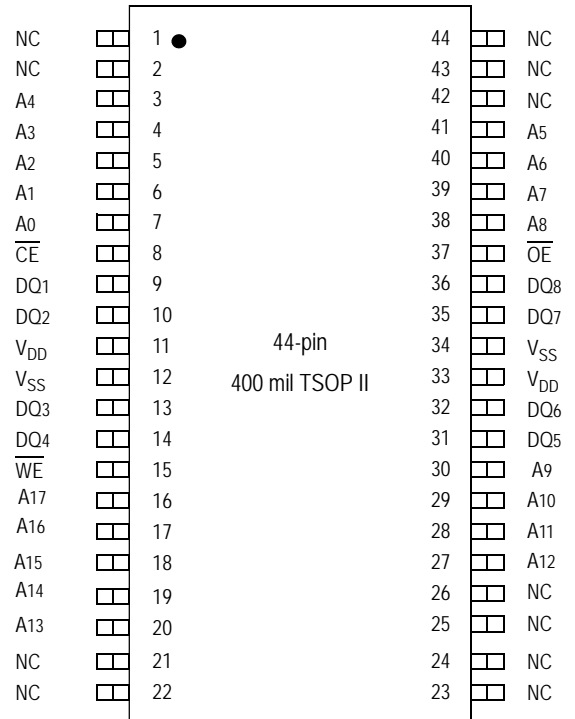 NC 1 44 NC
NC 2 43 NC
A4 3 42 NC
A3 4 41 A5
A2 5 40 A6
A1 6 39 A7
A0 7 38 A8
C̅E̅ 8 37 O̅E̅
DQ1 9 36 DQ8
DQ2 10 35 DQ7
VDD 11 44-pin 34 VSS
VSS 12 400 mil TSOP II 33 VDD
DQ3 13 32 DQ6
DQ4 14 31 DQ5
W̅E̅ 15 30 A9
A17 16 29 A10
A16 17 28 A11
A15 18 27 A12
A14 19 26 NC
A13 20 25 NC
NC 21 24 NC
NC 22 23 NC